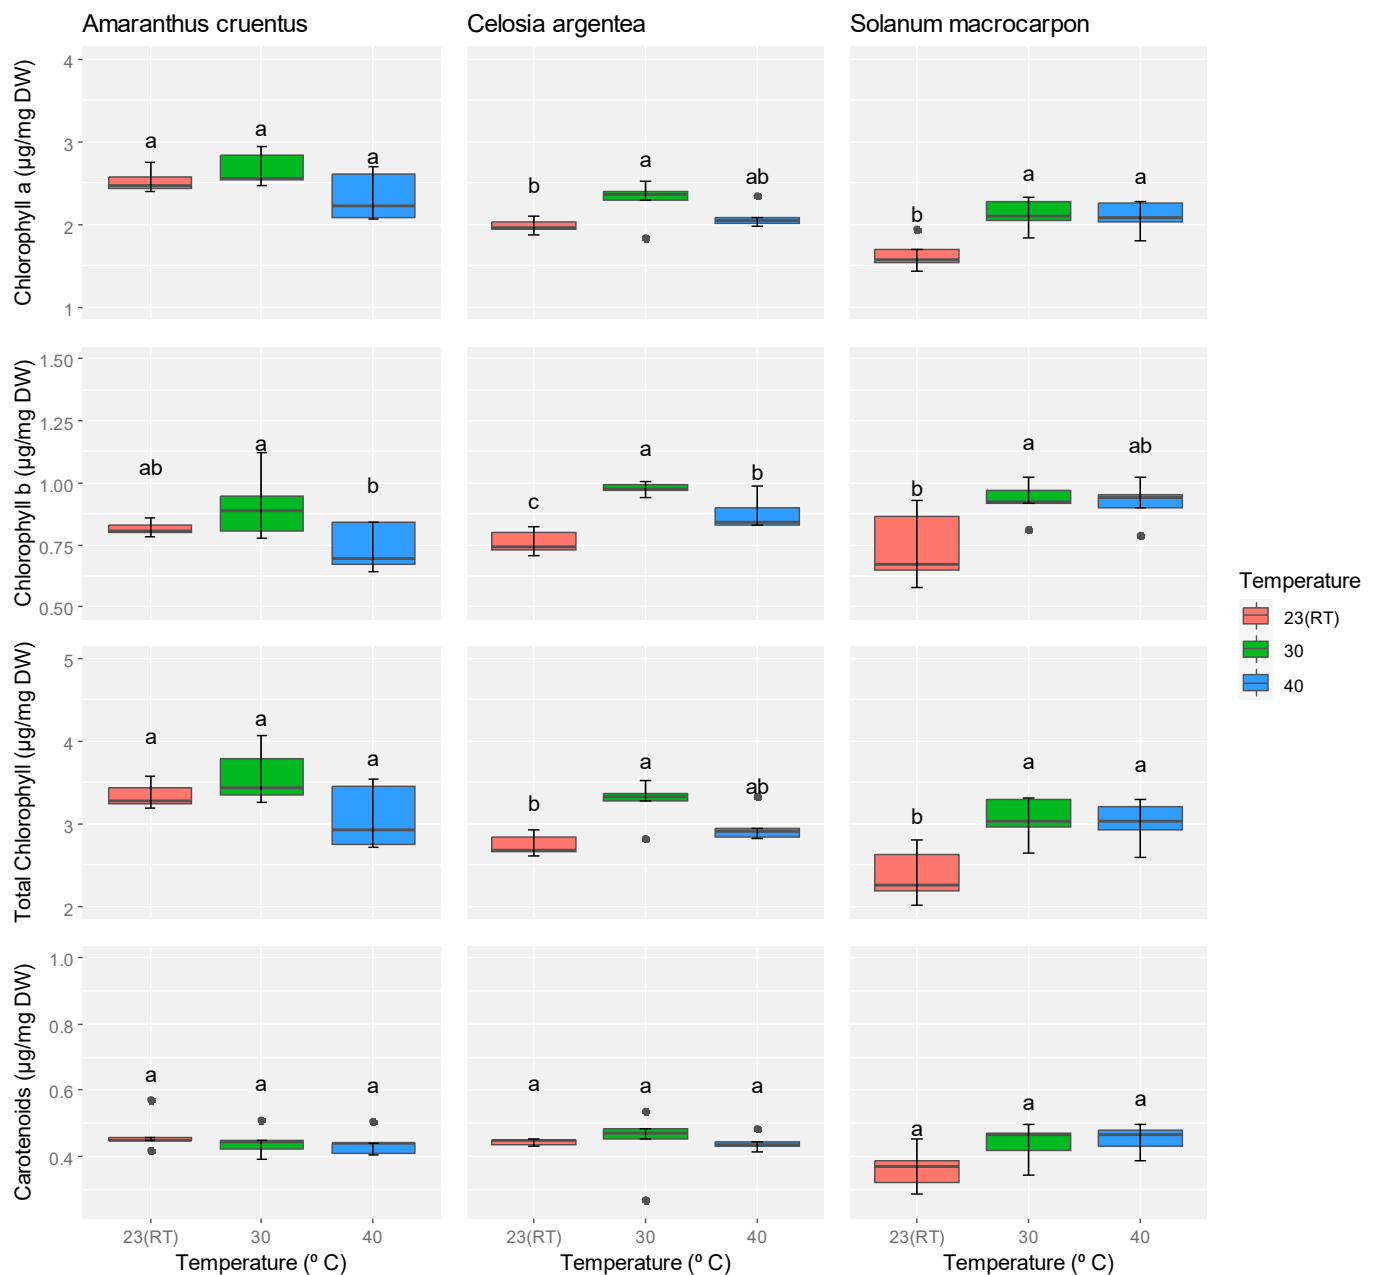 Amaranthus cruentus
Celosia argentea
Solanum macrocarpon
Chlorophyll a (µg/mg DW)
4
3
2
1
a
a
a
b
a
ab
b
a
a
Chlorophyll b (µg/mg DW)
1.50
1.25
1.00
0.75
0.50
ab
a
b
c
a
b
b
a
ab
Total Chlorophyll (µg/mg DW)
5
4
3
2
a
a
a
b
a
ab
b
a
a
Carotenoids (µg/mg DW)
1.0
0.8
0.6
0.4
a
a
a
a
a
a
a
a
a
23(RT) 30 40
Temperature (º C)
23(RT) 30 40
Temperature (º C)
23(RT) 30 40
Temperature (º C)
Temperature
23(RT)
30
40